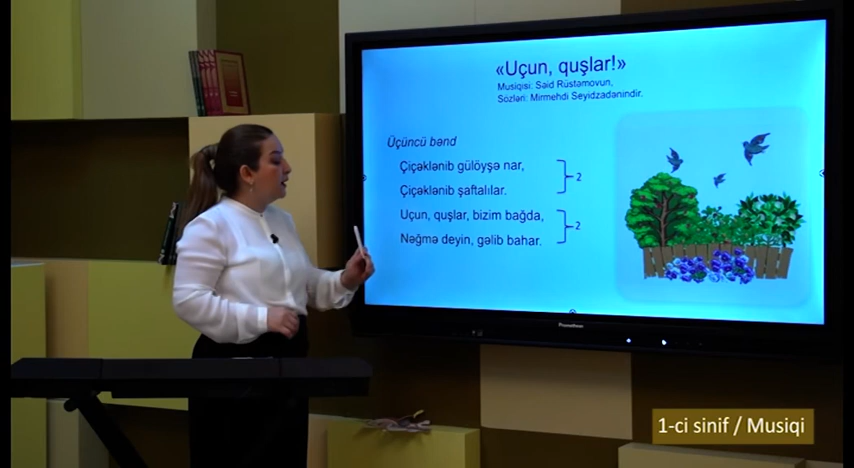 «Uçun, quşlar!»
Musiqisi: Səid Rüstəmovun,
Sözləri: Mirmehdi Seyidzadənindir.
Üçüncü bənd
Çiçəklənib gülöyşə nar,
Çiçəklənib şaftalılar.
2
Uçun, quşlar, bizim bağda,
Nəğmə deyin, gəlib bahar.
2
Promethean
1-ci sinif / Musiqi